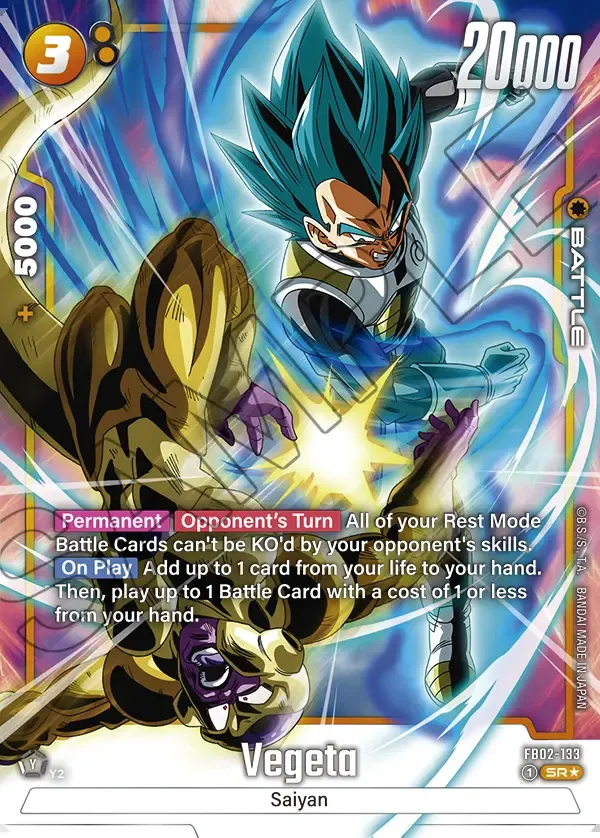 3
20000
+ 5000
BATTLE
SAMPLE
Permanent Opponent's Turn All of your Rest Mode
Battle Cards can't be KO'd by your opponent's skills.
On Play Add up to 1 card from your life to your hand.
Then, play up to 1 Battle Card with a cost of 1 or less
from your hand.
©B.S./S., T.A. BANDAI MADE IN JAPAN
Y
Y2
Vegeta
FB02-133
1 SR★
Saiyan